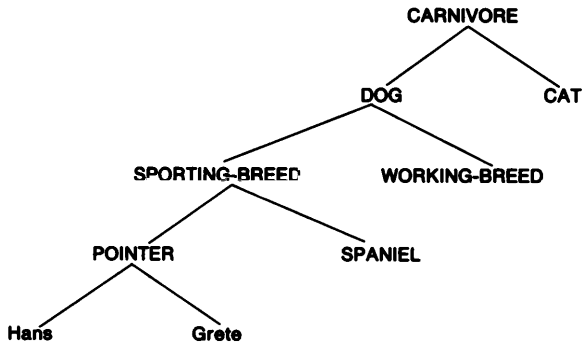 CARNIVORE
DOG
CAT
SPORTING-BREED
WORKING-BREED
POINTER
SPANIEL
Hans
Grete